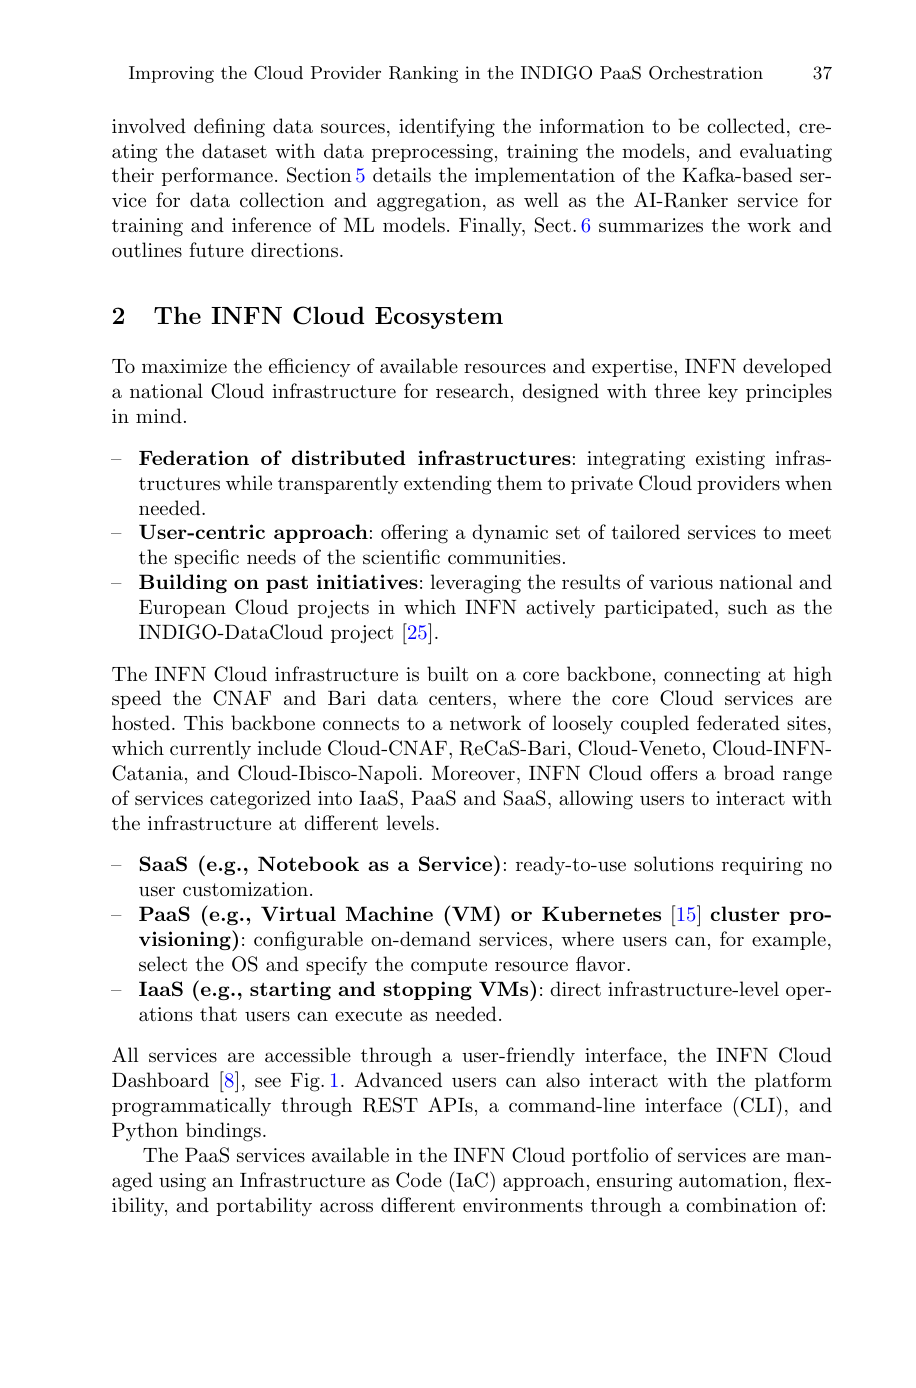 Improving the Cloud Provider Ranking in the INDIGO PaaS Orchestration 37
involved defining data sources, identifying the information to be collected, cre-
ating the dataset with data preprocessing, training the models, and evaluating
their performance. Section 5 details the implementation of the Kafka-based ser-
vice for data collection and aggregation, as well as the AI-Ranker service for
training and inference of ML models. Finally, Sect. 6 summarizes the work and
outlines future directions.
2 The INFN Cloud Ecosystem
To maximize the efficiency of available resources and expertise, INFN developed
a national Cloud infrastructure for research, designed with three key principles
in mind.
– Federation of distributed infrastructures: integrating existing infras-
tructures while transparently extending them to private Cloud providers when
needed.
– User-centric approach: offering a dynamic set of tailored services to meet
the specific needs of the scientific communities.
– Building on past initiatives: leveraging the results of various national and
European Cloud projects in which INFN actively participated, such as the
INDIGO-DataCloud project [25].
The INFN Cloud infrastructure is built on a core backbone, connecting at high
speed the CNAF and Bari data centers, where the core Cloud services are
hosted. This backbone connects to a network of loosely coupled federated sites,
which currently include Cloud-CNAF, ReCaS-Bari, Cloud-Veneto, Cloud-INFN-
Catania, and Cloud-Ibisco-Napoli. Moreover, INFN Cloud offers a broad range
of services categorized into IaaS, PaaS and SaaS, allowing users to interact with
the infrastructure at different levels.
– SaaS (e.g., Notebook as a Service): ready-to-use solutions requiring no
user customization.
– PaaS (e.g., Virtual Machine (VM) or Kubernetes [15] cluster pro-
visioning): configurable on-demand services, where users can, for example,
select the OS and specify the compute resource flavor.
– IaaS (e.g., starting and stopping VMs): direct infrastructure-level oper-
ations that users can execute as needed.
All services are accessible through a user-friendly interface, the INFN Cloud
Dashboard [8], see Fig. 1. Advanced users can also interact with the platform
programmatically through REST APIs, a command-line interface (CLI), and
Python bindings.
The PaaS services available in the INFN Cloud portfolio of services are man-
aged using an Infrastructure as Code (IaC) approach, ensuring automation, flex-
ibility, and portability across different environments through a combination of: